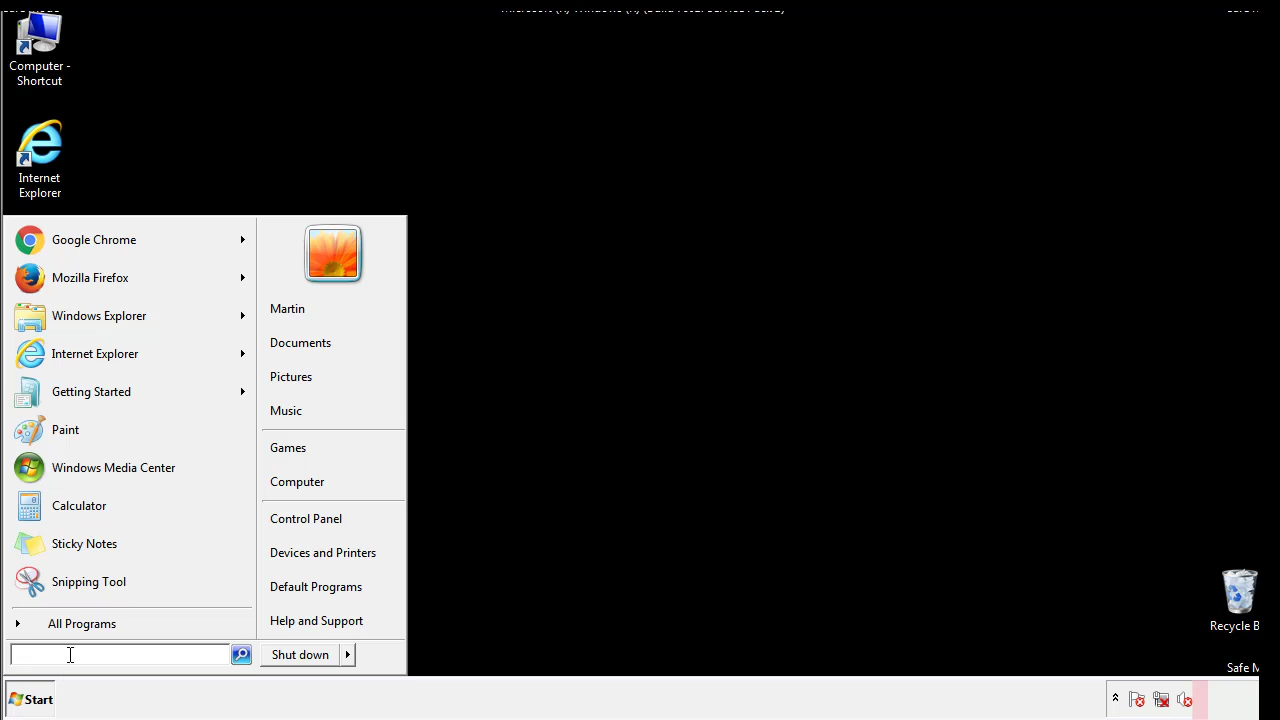 Computer -
Shortcut
Internet
Explorer
Google Chrome
Mozilla Firefox
Windows Explorer
Internet Explorer
Getting Started
Paint
Windows Media Center
Calculator
Sticky Notes
Snipping Tool
All Programs
Martin
Documents
Pictures
Music
Games
Computer
Control Panel
Devices and Printers
Default Programs
Help and Support
Shut down
Recycle B
Safe M
Start